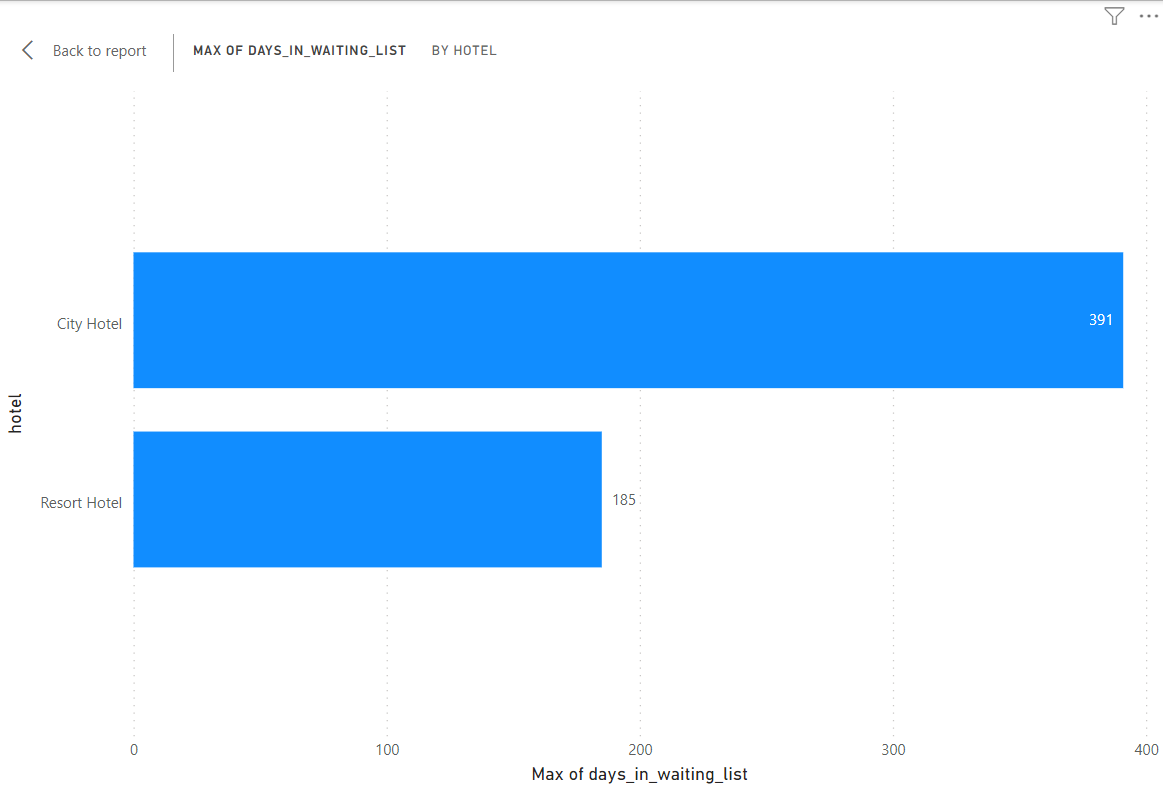 Back to report
MAX OF DAYS_IN_WAITING_LIST
BY HOTEL
City Hotel
391
hotel
Resort Hotel
185
0
100
200
300
400
Max of days_in_waiting_list